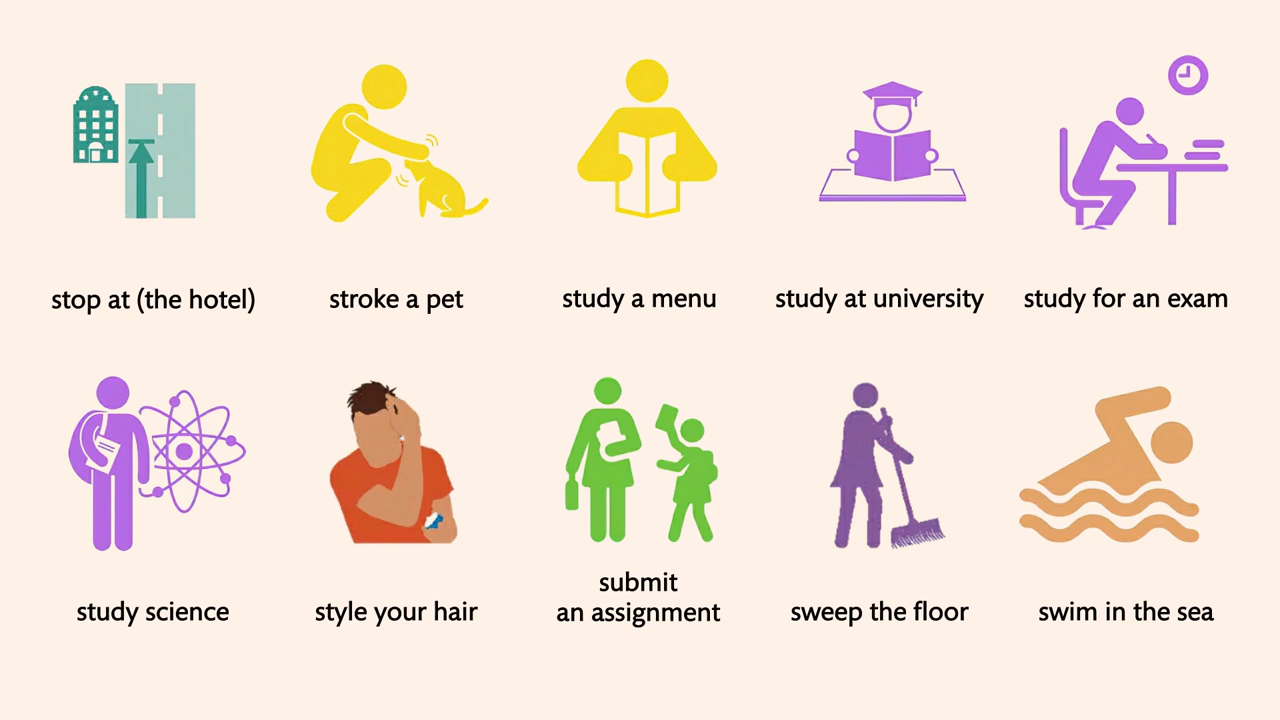 stop at (the hotel)
stroke a pet
study a menu
study at university
study for an exam
study science
style your hair
submit
an assignment
sweep the floor
swim in the sea